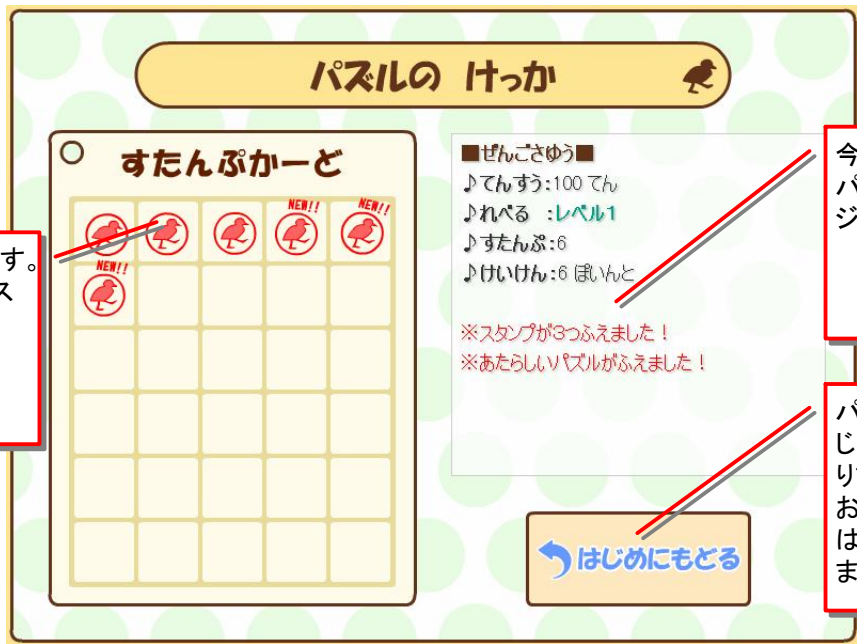 パズルの けっか
すたんぷかーど
NEW!!
NEW!!
NEW!!
す。
ス
■ぜんごさゆう■
♪てんすう:100 てん
♪れべる :レベル1
♪すたんぷ:6
♪けいけん:6 ぽいんと
※スタンプが3つふえました!
※あたらしいパズルがふえました!
今
パ
ジ
はじめにもどる
パ
じ
り
お
は
ま